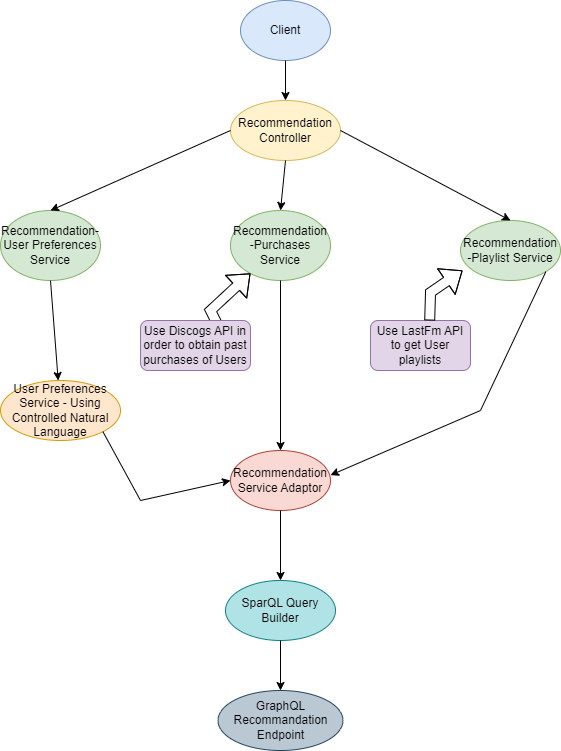 Client
Recommendation
Controller
Recommendation-
User Preferences
Service
Recommendation
-Purchases
Service
Recommendation
-Playlist Service
Use Discogs API in
order to obtain past
purchases of Users
Use LastFm API
to get User
playlists
User Preferences
Service - Using
Controlled Natural
Language
Recommendation
Service Adaptor
SparQL Query
Builder
GraphQL
Recommandation
Endpoint